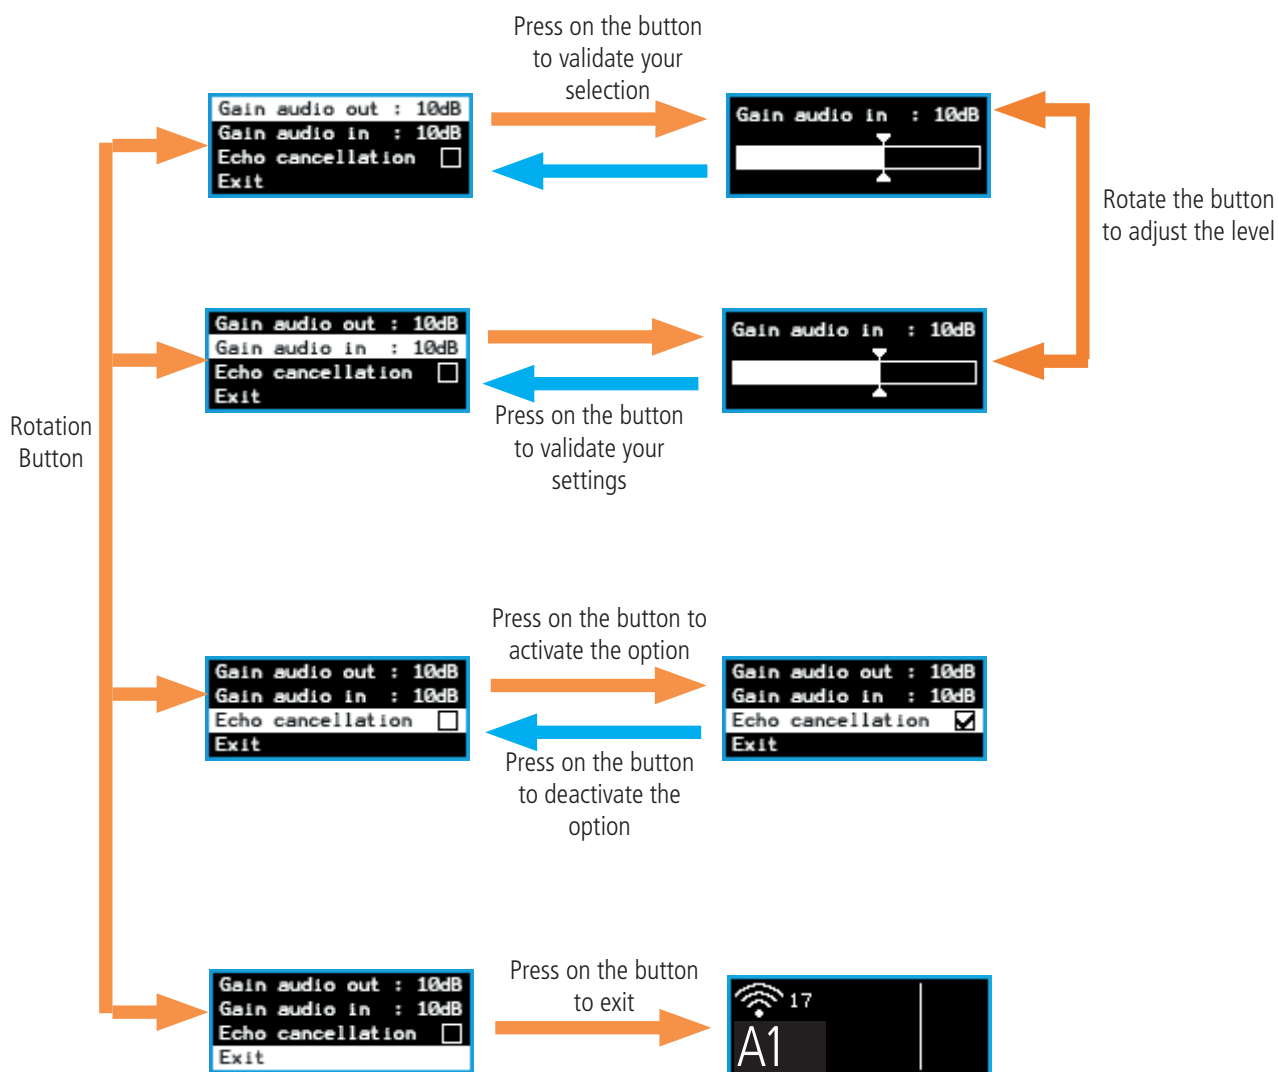 Press on the button
to validate your
selection
Gain audio out : 10dB
Gain audio in : 10dB
Echo cancellation
Exit
Gain audio in : 10dB
Rotate the button
to adjust the level
Gain audio out : 10dB
Gain audio in : 10dB
Echo cancellation
Exit
Gain audio in : 10dB
Press on the button
to validate your
settings
Rotation
Button
Press on the button to
activate the option
Gain audio out : 10dB
Gain audio in : 10dB
Echo cancellation
Exit
Gain audio out : 10dB
Gain audio in : 10dB
Echo cancellation
Exit
Press on the button
to deactivate the
option
Gain audio out : 10dB
Gain audio in : 10dB
Echo cancellation
Exit
Press on the button
to exit
17
A1